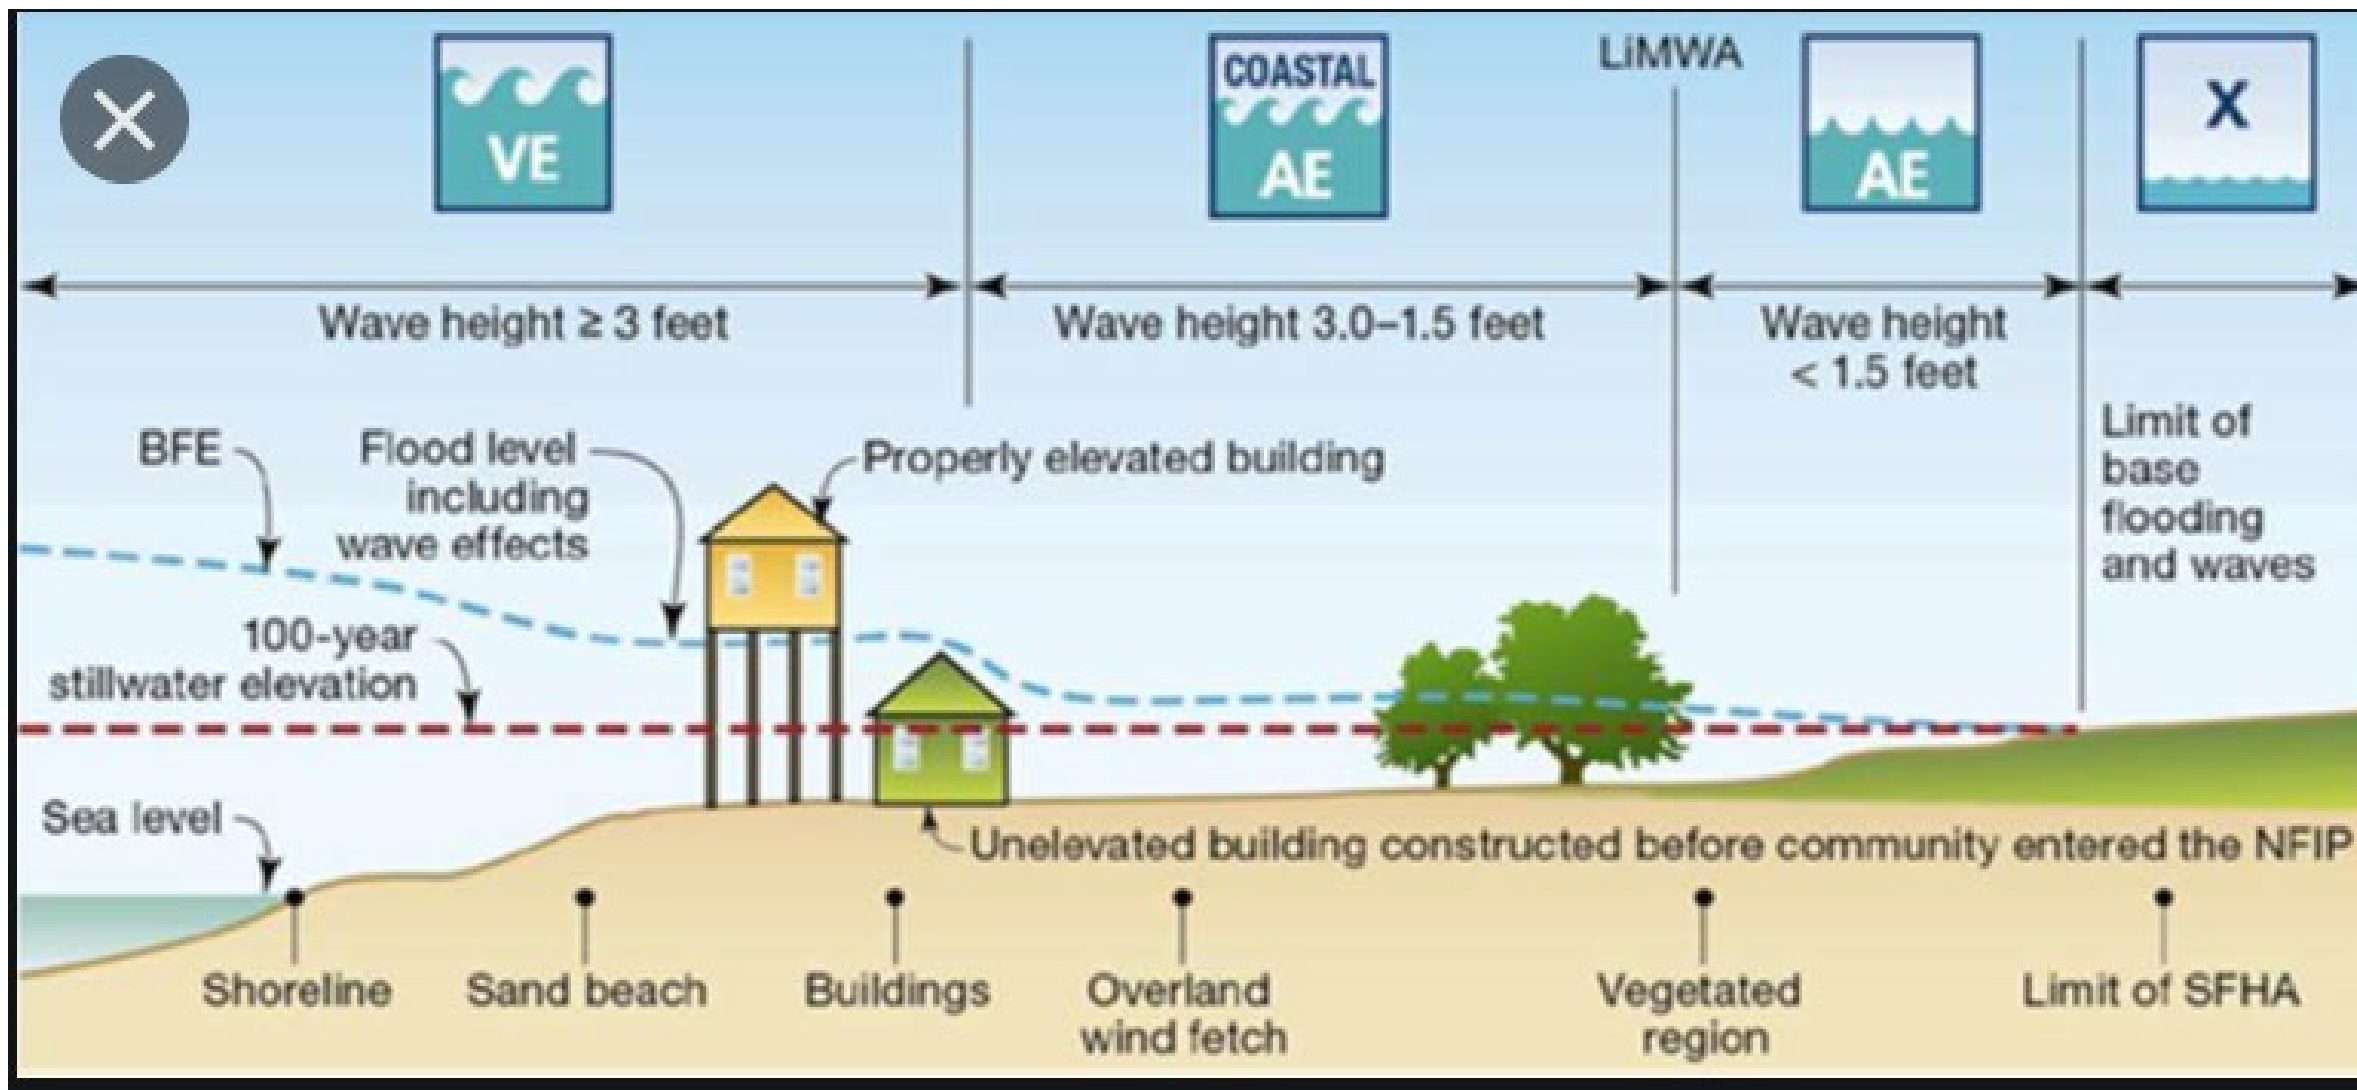 VE
COASTAL
AE
LiMWA
AE
X
Wave height ≥ 3 feet
Wave height 3.0–1.5 feet
Wave height
< 1.5 feet
BFE
Flood level
including
wave effects
Properly elevated building
Limit of
base
flooding
and waves
100-year
stillwater elevation
Sea level
Unelevated building constructed before community entered the NFIP
Shoreline
Sand beach
Buildings
Overland
wind fetch
Vegetated
region
Limit of SFHA